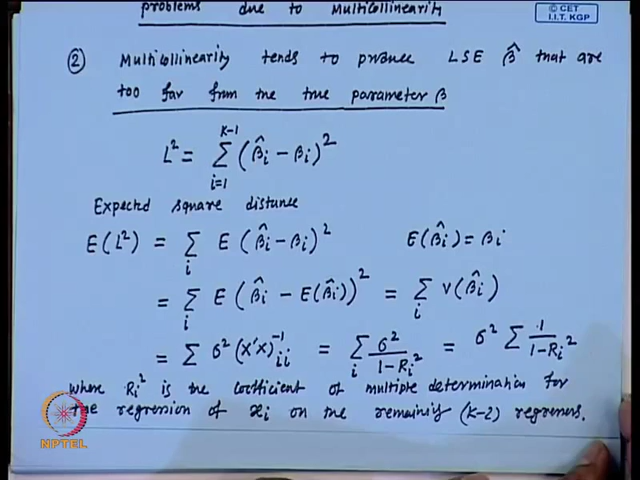 problems due to Multicollinearity
© CET
I.I.T. KGP
② Multicollinearity tends to produce LSE β̂ that are
too far from the true parameter β
L² = Σ_{i=1}^{K-1} (β̂i − βi)²
Expected square distance
E(L²) = Σ_i E(β̂i − βi)² E(β̂i) = βi
= Σ_i E(β̂i − E(β̂i))² = Σ_i V(β̂i)
= Σ σ² (X'X)⁻¹_{ii} = Σ_i σ²/(1−Ri²) = σ² Σ 1/(1−Ri²)
where Ri² is the coefficient of multiple determination for
the regression of xi on the remaining (K-2) regressors.
NPTEL